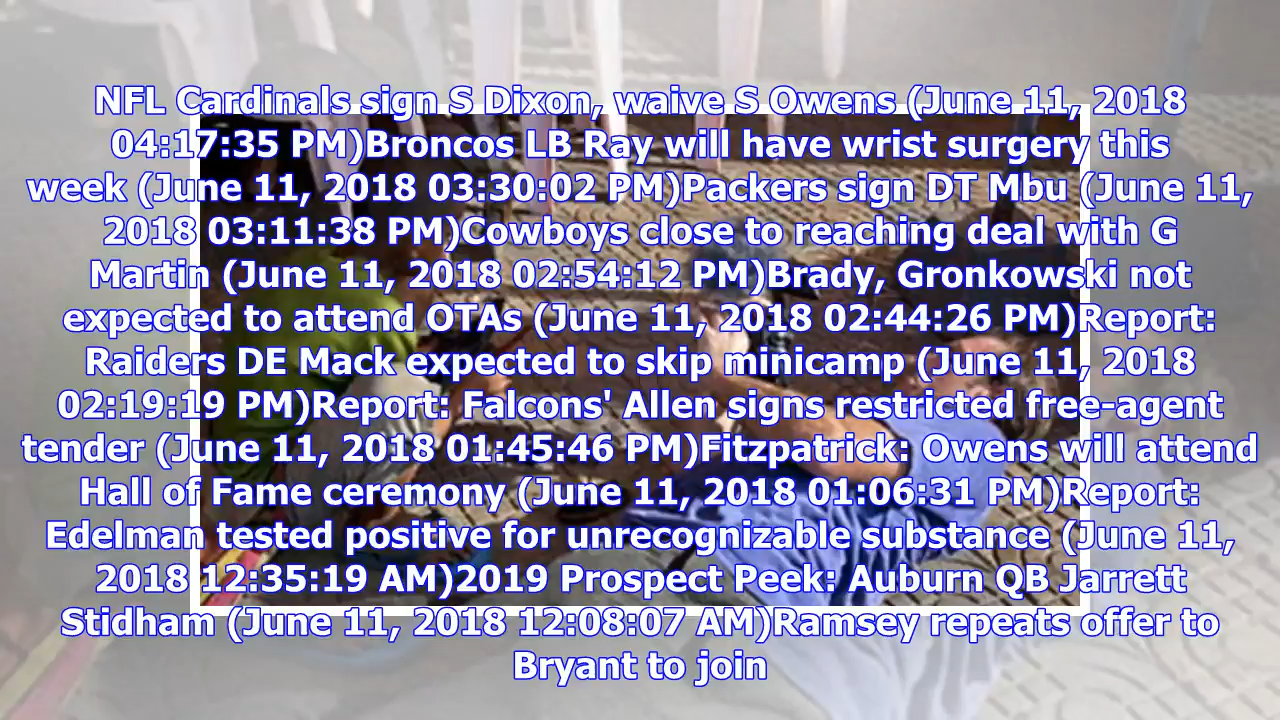 NFL Cardinals sign S Dixon, waive S Owens (June 11, 2018
04:17:35 PM)Broncos LB Ray will have wrist surgery this
week (June 11, 2018 03:30:02 PM)Packers sign DT Mbu (June 11,
2018 03:11:38 PM)Cowboys close to reaching deal with G
Martin (June 11, 2018 02:54:12 PM)Brady, Gronkowski not
expected to attend OTAs (June 11, 2018 02:44:26 PM)Report:
Raiders DE Mack expected to skip minicamp (June 11, 2018
02:19:19 PM)Report: Falcons' Allen signs restricted free-agent
tender (June 11, 2018 01:45:46 PM)Fitzpatrick: Owens will attend
Hall of Fame ceremony (June 11, 2018 01:06:31 PM)Report:
Edelman tested positive for unrecognizable substance (June 11,
2018 12:35:19 AM)2019 Prospect Peek: Auburn QB Jarrett
Stidham (June 11, 2018 12:08:07 AM)Ramsey repeats offer to
Bryant to join